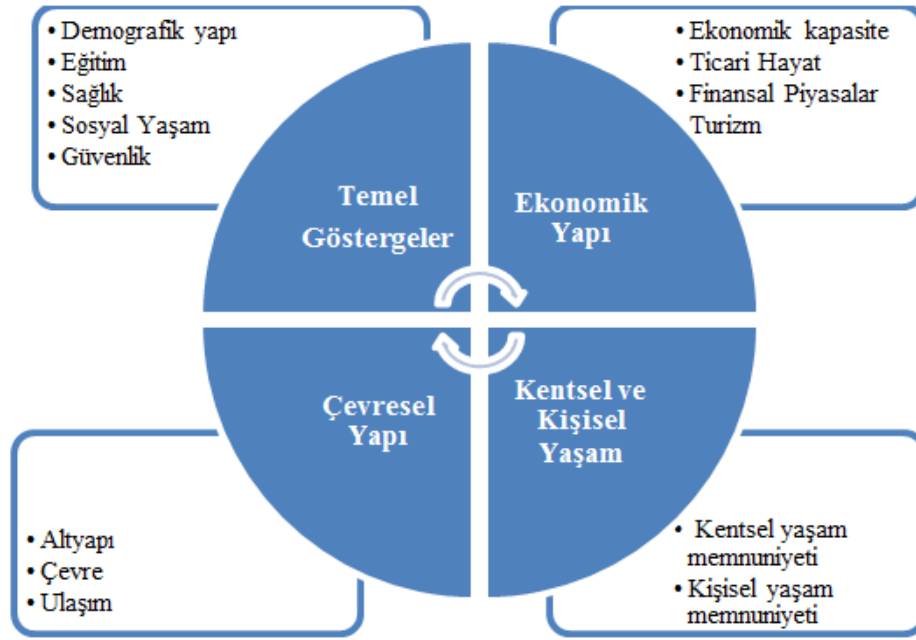 • Demografik yapı
• Eğitim
• Sağlık
• Sosyal Yaşam
• Güvenlik
• Ekonomik kapasite
• Ticari Hayat
• Finansal Piyasalar
Turizm
Temel
Göstergeler
Ekonomik
Yapı
Çevresel
Yapı
Kentsel ve
Kişisel
Yaşam
• Altyapı
• Çevre
• Ulaşım
• Kentsel yaşam
memnuniyeti
• Kişisel yaşam
memnuniyeti